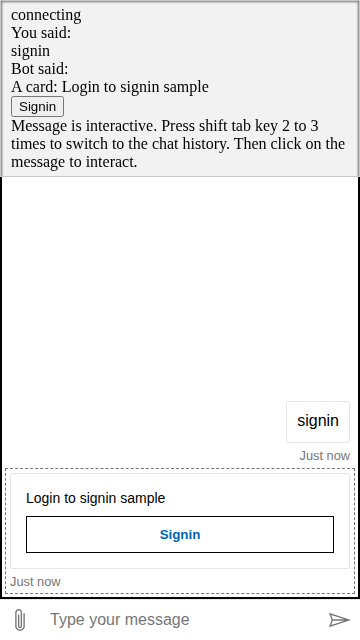 connecting
You said:
signin
Bot said:
A card: Login to signin sample
Signin
Message is interactive. Press shift tab key 2 to 3
times to switch to the chat history. Then click on the
message to interact.
signin
Just now
Login to signin sample
Signin
Just now
Type your message